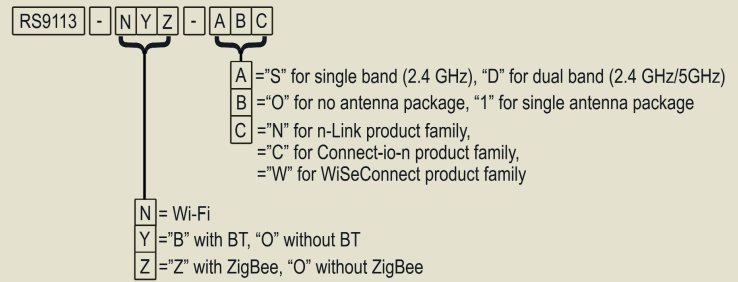 RS9113 - N Y Z - A B C
A ="S" for single band (2.4 GHz), “D” for dual band (2.4 GHz/5GHz)
B =“O” for no antenna package, “1” for single antenna package
C =”N” for n-Link product family,
=”C” for Connect-io-n product family,
=”W” for WiSeConnect product family
N = Wi-Fi
Y =”B” with BT, “O” without BT
Z =”Z” with ZigBee, “O” without ZigBee